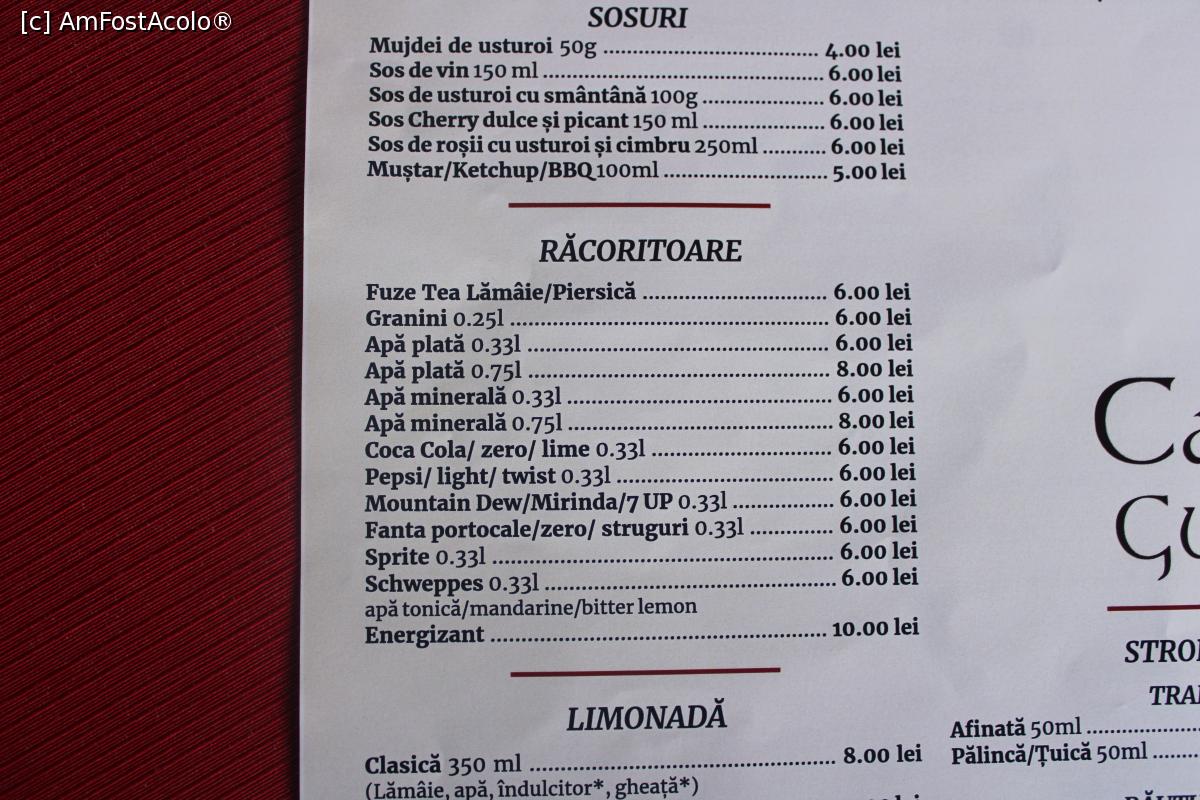 [c] AmFostAcolo®
SOSURI
Mujdei de usturoi 50g .......... 4.00 lei
Sos de vin 150 ml .......... 6.00 lei
Sos de usturoi cu smântână 100g .......... 6.00 lei
Sos Cherry dulce și picant 150 ml .......... 6.00 lei
Sos de roșii cu usturoi și cimbru 250ml .......... 6.00 lei
Muștar/Ketchup/BBQ 100ml .......... 5.00 lei
RĂCORITOARE
Fuze Tea Lămâie/Piersică .......... 6.00 lei
Granini 0.25l .......... 6.00 lei
Apă plată 0.33l .......... 6.00 lei
Apă plată 0.75l .......... 8.00 lei
Apă minerală 0.33l .......... 6.00 lei
Apă minerală 0.75l .......... 8.00 lei
Coca Cola/ zero/ lime 0.33l .......... 6.00 lei
Pepsi/ light/ twist 0.33l .......... 6.00 lei
Mountain Dew/Mirinda/7 UP 0.33l .......... 6.00 lei
Fanta portocale/zero/ struguri 0.33l .......... 6.00 lei
Sprite 0.33l .......... 6.00 lei
Schweppes 0.33l .......... 6.00 lei
apă tonică/mandarine/bitter lemon
Energizant .......... 10.00 lei
LIMONADĂ
Clasică 350 ml .......... 8.00 lei
(Lămâie, apă, îndulcitor*, gheață*)
Afinată 50ml ..........
Pălincă/Țuică 50ml ..........